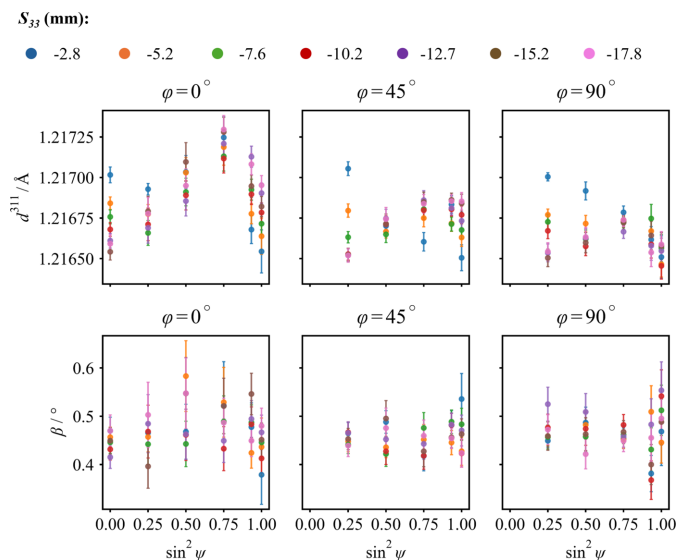 S₃₃ (mm):
-2.8 -5.2 -7.6 -10.2 -12.7 -15.2 -17.8
φ = 0° φ = 45° φ = 90°
1.21725
1.21700
1.21675
1.21650
d³¹¹ / Å
φ = 0° φ = 45° φ = 90°
0.6
0.5
0.4
β / °
0.00 0.25 0.50 0.75 1.00 0.00 0.25 0.50 0.75 1.00 0.00 0.25 0.50 0.75 1.00
sin² ψ sin² ψ sin² ψ